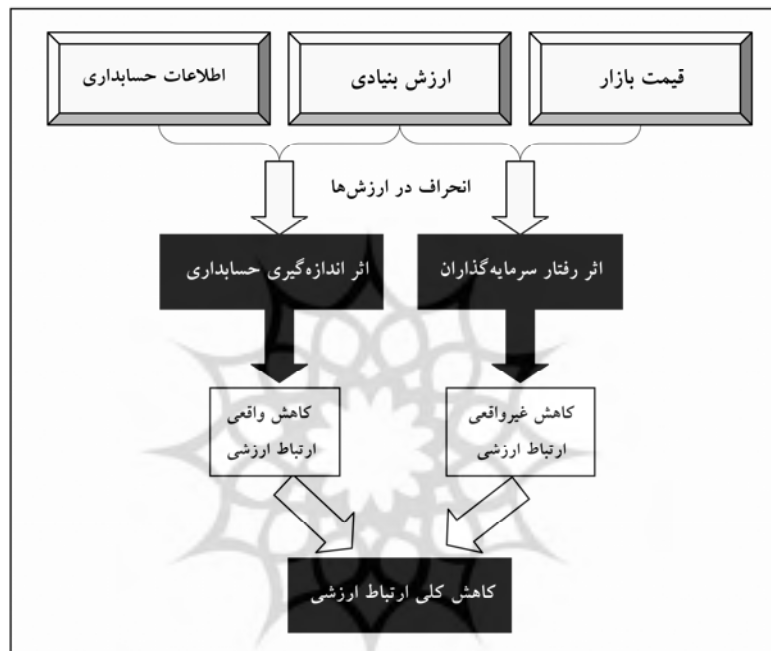 قیمت بازار
ارزش بنیادی
اطلاعات حسابداری
انحراف در ارزش‌ها
اثر رفتار سرمایه‌گذاران
اثر اندازه‌گیری حسابداری
کاهش غیرواقعی
ارتباط ارزشی
کاهش واقعی
ارتباط ارزشی
کاهش کلی ارتباط ارزشی